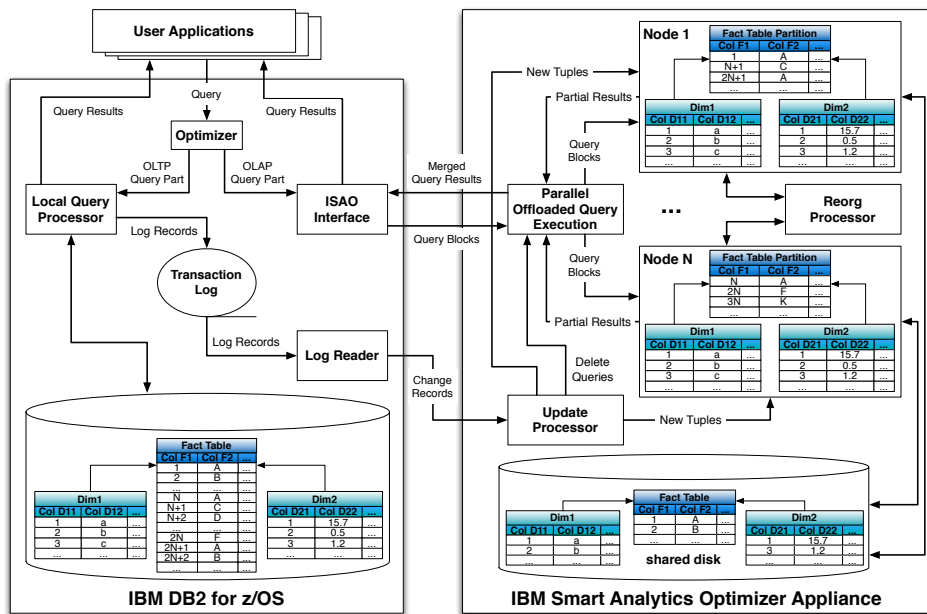 User Applications
Query Results
Query
Query Results
Optimizer
OLTP
Query Part
OLAP
Query Part
Local Query
Processor
ISAO
Interface
Log Records
Transaction
Log
Log Records
Log Reader
Fact Table
Col F1 Col F2 ...
1 A ...
2 B ...
... ... ...
N A ...
N+1 C ...
N+2 D ...
... ... ...
2N F ...
2N+1 A ...
2N+2 B ...
... ... ...
Dim1
Col D11 Col D12 ...
1 a ...
2 b ...
3 c ...
... ... ...
Dim2
Col D21 Col D22 ...
1 15.7 ...
2 0.5 ...
3 1.2 ...
... ... ...
IBM DB2 for z/OS
Merged
Query Results
Query Blocks
Change
Records
New Tuples
Partial Results
Query
Blocks
Parallel
Offloaded Query
Execution
Query
Blocks
Partial Results
Delete
Queries
Update
Processor
New Tuples
Node 1
Fact Table Partition
Col F1 Col F2 ...
1 A ...
N+1 C ...
2N+1 A ...
... ... ...
Dim1
Col D11 Col D12 ...
1 a ...
2 b ...
3 c ...
... ... ...
Dim2
Col D21 Col D22 ...
1 15.7 ...
2 0.5 ...
3 1.2 ...
... ... ...
...
Reorg
Processor
Node N
Fact Table Partition
Col F1 Col F2 ...
N A ...
2N F ...
3N K ...
... ... ...
Dim1
Col D11 Col D12 ...
1 a ...
2 b ...
3 c ...
... ... ...
Dim2
Col D21 Col D22 ...
1 15.7 ...
2 0.5 ...
3 1.2 ...
... ... ...
Fact Table
Col F1 Col F2 ...
1 A ...
2 B ...
... ... ...
Dim1
Col D11 Col D12 ...
1 a ...
2 b ...
... ... ...
Dim2
Col D21 Col D22 ...
1 15.7 ...
3 1.2 ...
... ... ...
shared disk
IBM Smart Analytics Optimizer Appliance